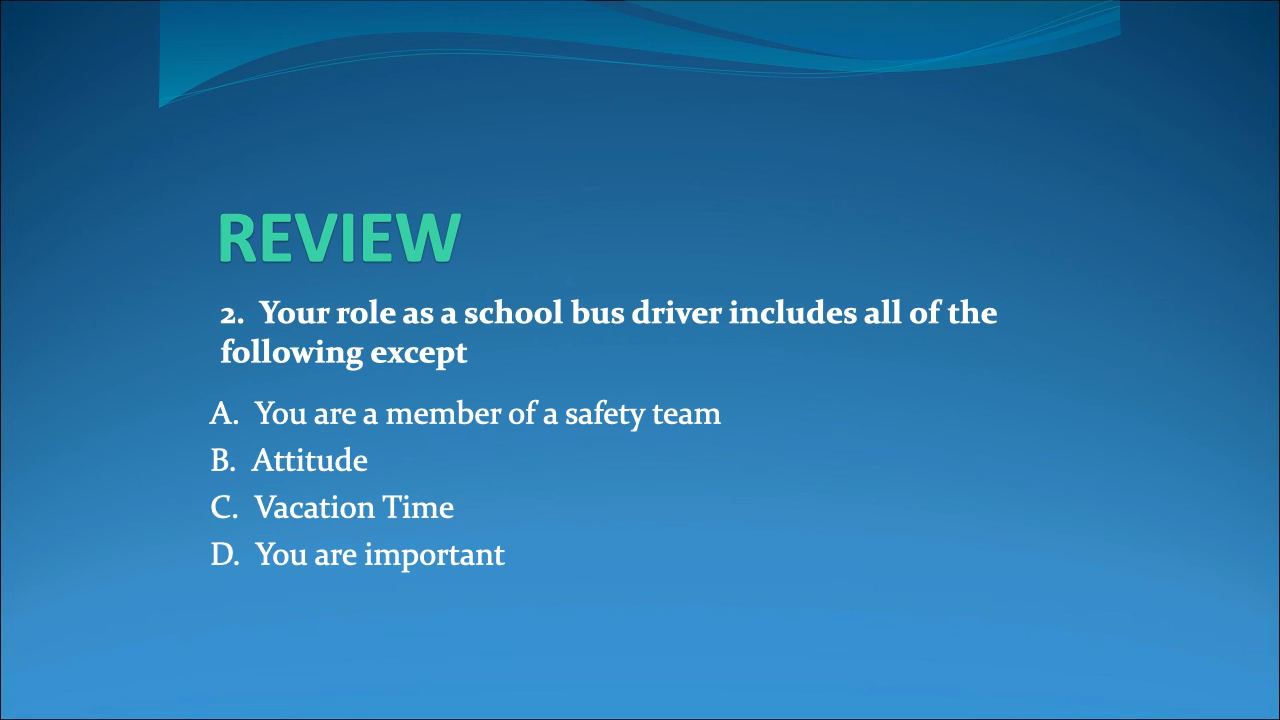 REVIEW
2. Your role as a school bus driver includes all of the
following except
A. You are a member of a safety team
B. Attitude
C. Vacation Time
D. You are important